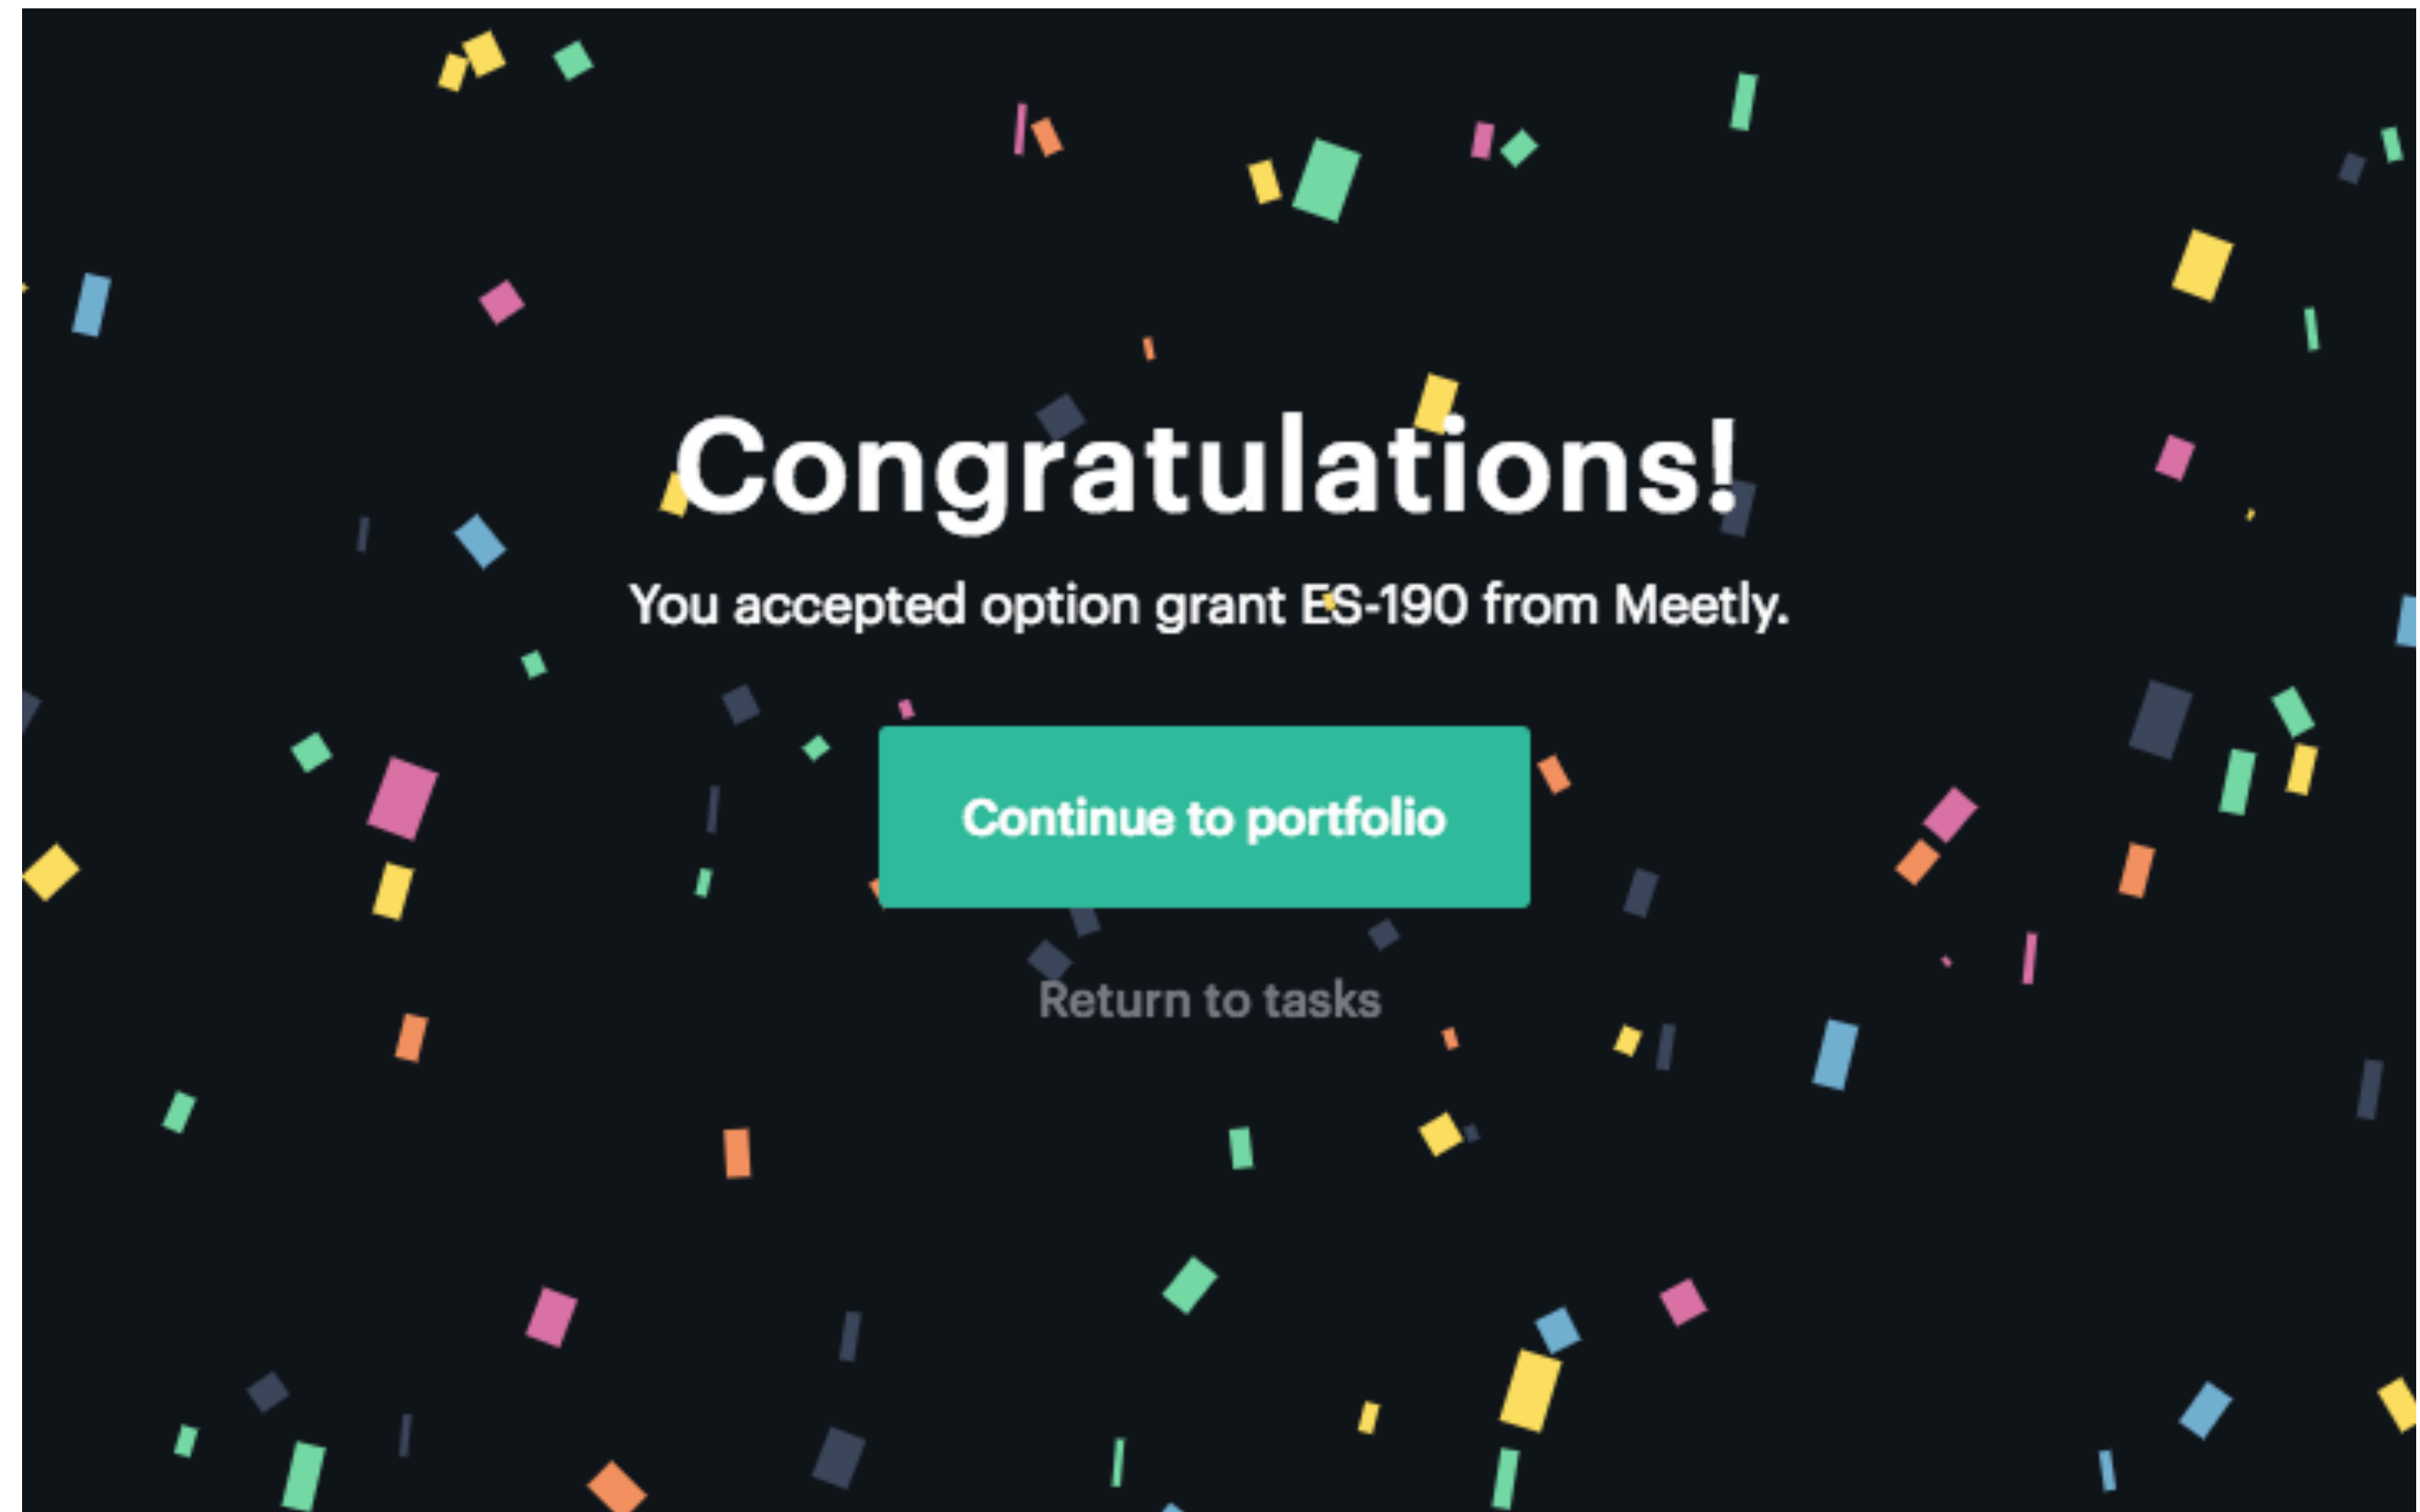 Congratulations!
You accepted option grant ES-190 from Meetly.
Continue to portfolio
Return to tasks